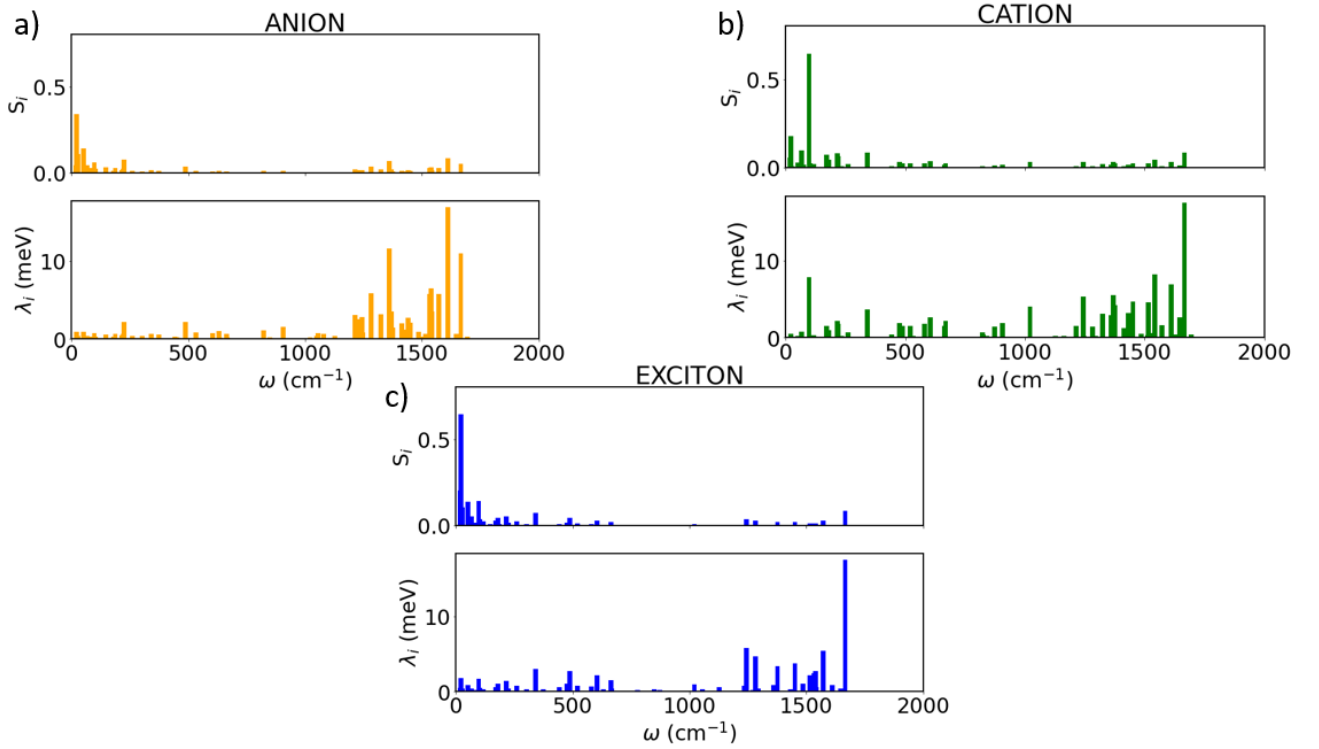 a)
ANION
S_i
0.5
0.0
λ_i (meV)
10
0
0 500 1000 1500 2000
ω (cm⁻¹)
b)
CATION
S_i
0.5
0.0
λ_i (meV)
10
0
0 500 1000 1500 2000
ω (cm⁻¹)
c)
EXCITON
S_i
0.5
0.0
λ_i (meV)
10
0
0 500 1000 1500 2000
ω (cm⁻¹)